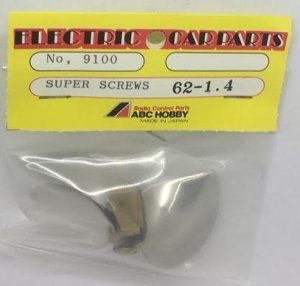 ELECTRIC CAR PARTS
No, 9100
SUPER SCREWS 62-1.4
Radio Control Parts
ABC HOBBY
MADE IN JAPAN